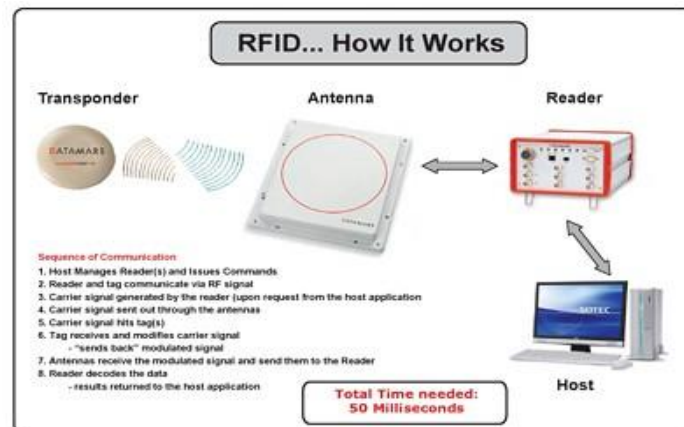 RFID... How It Works
Transponder
Antenna
Reader
DATAMARS
DATAMARS
SOTEC
Host
Sequence of Communication
1. Host Manages Reader(s) and Issues Commands
2. Reader and tag communicate via RF signal
3. Carrier signal generated by the reader (upon request from the host application
4. Carrier signal sent out through the antennas
5. Carrier signal hits tag(s)
6. Tag receives and modifies carrier signal
- "sends back" modulated signal
7. Antennas receive the modulated signal and send them to the Reader
8. Reader decodes the data
- results returned to the host application
Total Time needed:
50 Milliseconds